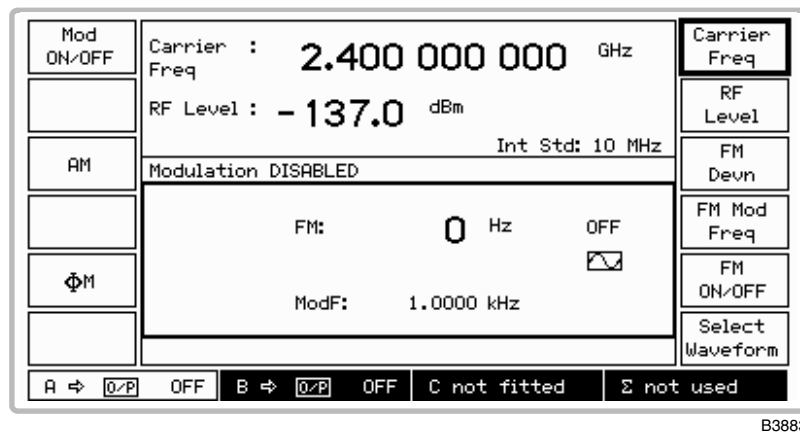 Mod
ON/OFF
AM
ΦM
Carrier :
Freq
2.400 000 000 GHz
RF Level : -137.0 dBm
Int Std: 10 MHz
Modulation DISABLED
FM: 0 Hz OFF
ModF: 1.0000 kHz
Carrier
Freq
RF
Level
FM
Devn
FM Mod
Freq
FM
ON/OFF
Select
Waveform
A ⇨ O/P OFF B ⇨ O/P OFF C not fitted Σ not used